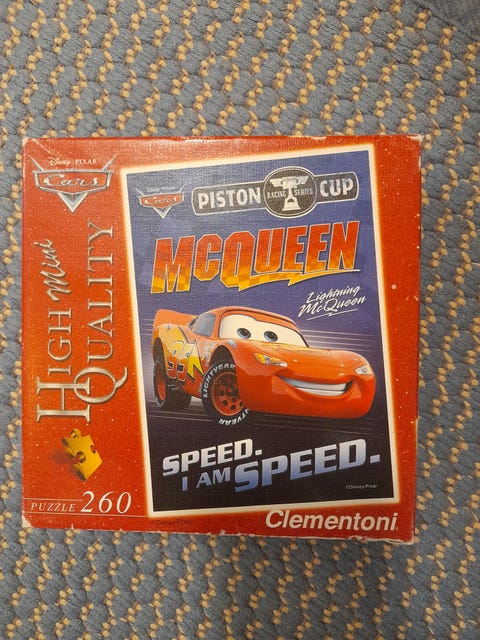 Disney PIXAR
Cars
HIGH mini
QUALITY
PUZZLE 260
©Disney/Pixar
DISNEY PIXAR
Cars
PISTON CUP
RACING SERIES
MCQUEEN
Lightning
McQueen
95
LIGHTYEAR
SPEED.
I AM SPEED.
©Disney/Pixar
Clementoni